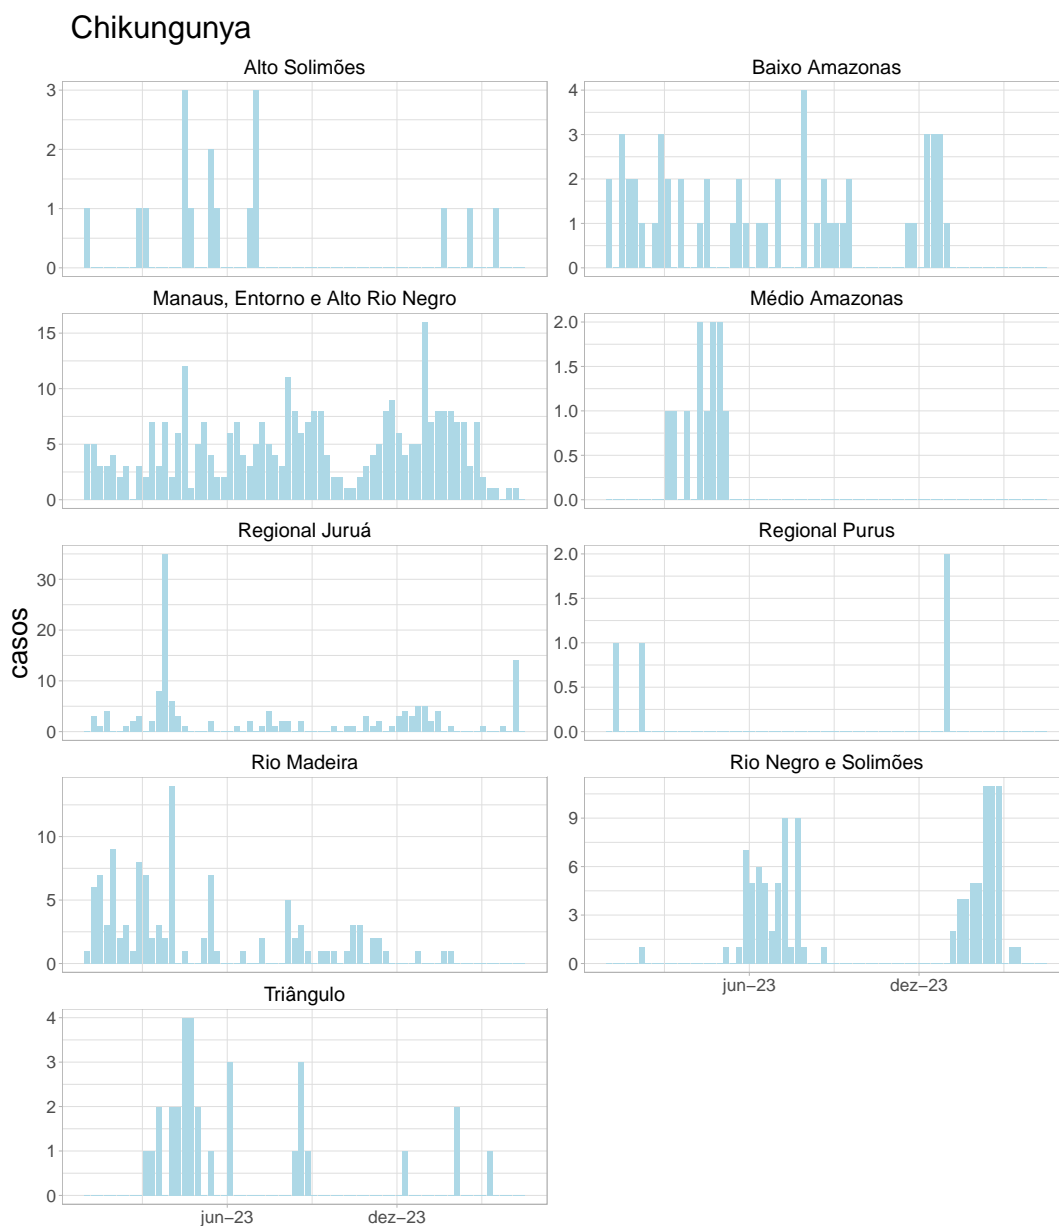 Chikungunya
Alto Solimões
Baixo Amazonas
3
2
1
0
4
3
2
1
0
Manaus, Entorno e Alto Rio Negro
Médio Amazonas
15
10
5
0
2.0
1.5
1.0
0.5
0.0
Regional Juruá
Regional Purus
30
20
10
0
2.0
1.5
1.0
0.5
0.0
casos
Rio Madeira
Rio Negro e Solimões
10
5
0
9
6
3
0
jun−23
dez−23
Triângulo
4
3
2
1
0
jun−23
dez−23